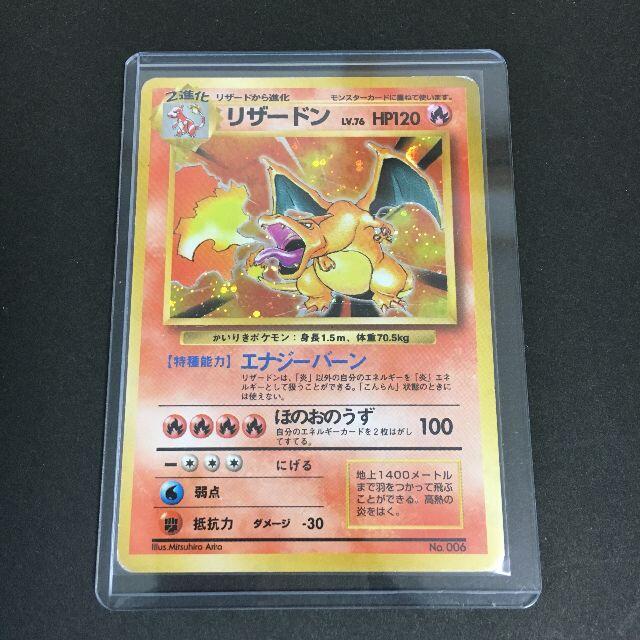 2進化 リザードから進化 モンスターカードに重ねて使います。
リザードン LV.76 HP120
かいりきポケモン：身長1.5m、体重70.5kg
【特種能力】エナジーバーン
リザードンは、「炎」以外の自分のエネルギーを「炎」エネ
ルギーとして扱うことができる。「こんらん」状態のときに
は使えない。
ほのおのうず 100
自分のエネルギーカードを2枚はがし
てすてる。
ー にげる
弱点
抵抗力 ダメージ -30
地上1400メートル
まで羽をつかって飛ぶ
ことができる。高熱の
炎をはく。
Illus.Mitsuhiro Arita
No.006